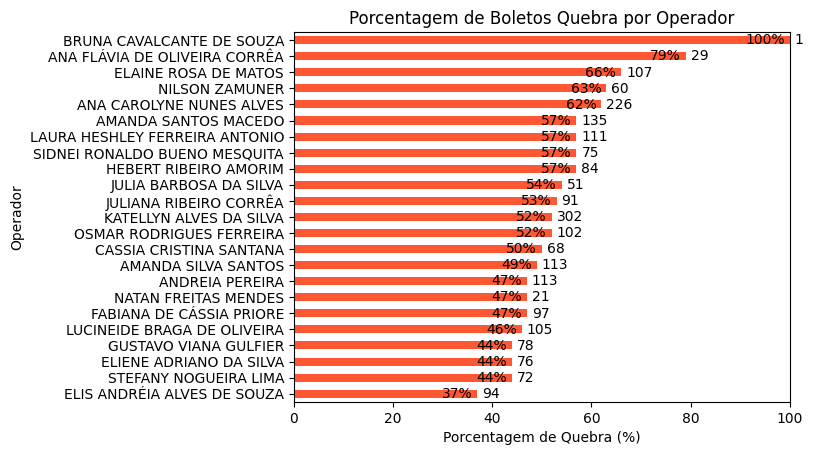 Porcentagem de Boletos Quebra por Operador
BRUNA CAVALCANTE DE SOUZA 100% 1
ANA FLÁVIA DE OLIVEIRA CORRÊA 79% 29
ELAINE ROSA DE MATOS 66% 107
NILSON ZAMUNER 63% 60
ANA CAROLYNE NUNES ALVES 62% 226
AMANDA SANTOS MACEDO 57% 135
LAURA HESHLEY FERREIRA ANTONIO 57% 111
SIDNEI RONALDO BUENO MESQUITA 57% 75
HEBERT RIBEIRO AMORIM 57% 84
JULIA BARBOSA DA SILVA 54% 51
JULIANA RIBEIRO CORRÊA 53% 91
KATELLYN ALVES DA SILVA 52% 302
OSMAR RODRIGUES FERREIRA 52% 102
CASSIA CRISTINA SANTANA 50% 68
AMANDA SILVA SANTOS 49% 113
ANDREIA PEREIRA 47% 113
NATAN FREITAS MENDES 47% 21
FABIANA DE CÁSSIA PRIORE 47% 97
LUCINEIDE BRAGA DE OLIVEIRA 46% 105
GUSTAVO VIANA GULFIER 44% 78
ELIENE ADRIANO DA SILVA 44% 76
STEFANY NOGUEIRA LIMA 44% 72
ELIS ANDRÉIA ALVES DE SOUZA 37% 94
Operador
0 20 40 60 80 100
Porcentagem de Quebra (%)